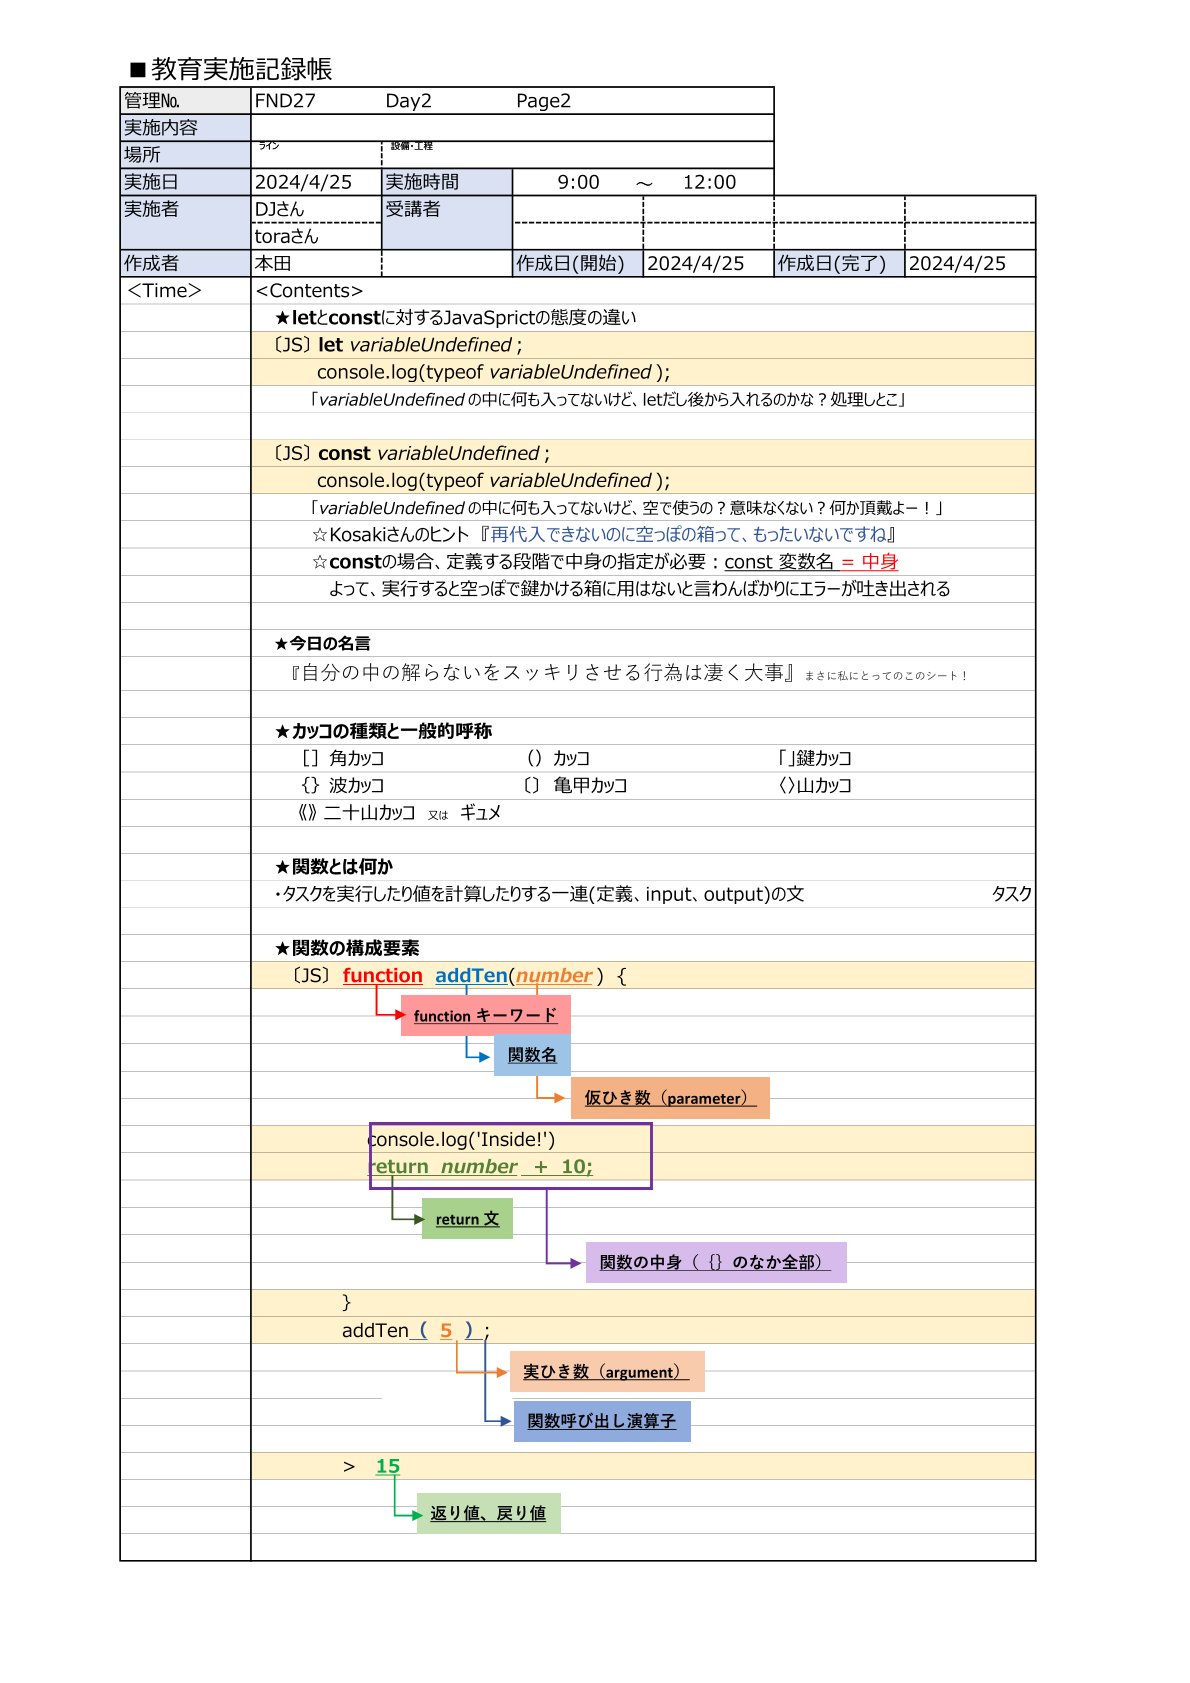 ■教育実施記録帳
管理No. FND27 Day2 Page2
実施内容
場所 ライン 設備・工程
実施日 2024/4/25 実施時間 9:00 ～ 12:00
実施者 DJさん 受講者
toraさん
作成者 本田 作成日(開始) 2024/4/25 作成日(完了) 2024/4/25
<Time> <Contents>
★letとconstに対するJavaSprictの態度の違い
〔JS〕let variableUndefined ;
console.log(typeof variableUndefined );
「variableUndefined の中に何も入ってないけど、letだし後から入れるのかな？処理しとこ」
〔JS〕const variableUndefined ;
console.log(typeof variableUndefined );
「variableUndefined の中に何も入ってないけど、空で使うの？意味なくない？何か頂戴よー！」
☆Kosakiさんのヒント『再代入できないのに空っぽの箱って、もったいないですね』
☆constの場合、定義する段階で中身の指定が必要：const 変数名 = 中身
よって、実行すると空っぽで鍵かける箱に用はないと言わんばかりにエラーが吐き出される
★今日の名言
『自分の中の解らないをスッキリさせる行為は凄く大事』 まさに私にとってのこのシート！
★カッコの種類と一般的呼称
[] 角カッコ () カッコ 「」鍵カッコ
{} 波カッコ 〔〕 亀甲カッコ 〈〉山カッコ
《》二十山カッコ 又は ギュメ
★関数とは何か
・タスクを実行したり値を計算したりする一連(定義、input、output)の文 タスク
★関数の構成要素
〔JS〕 function addTen(number ) {
function キーワード
関数名
仮ひき数（parameter）
console.log('Inside!')
return number + 10;
return 文
関数の中身（ {} のなか全部）
}
addTen ( 5 ) ;
実ひき数（argument）
関数呼び出し演算子
> 15
返り値、戻り値